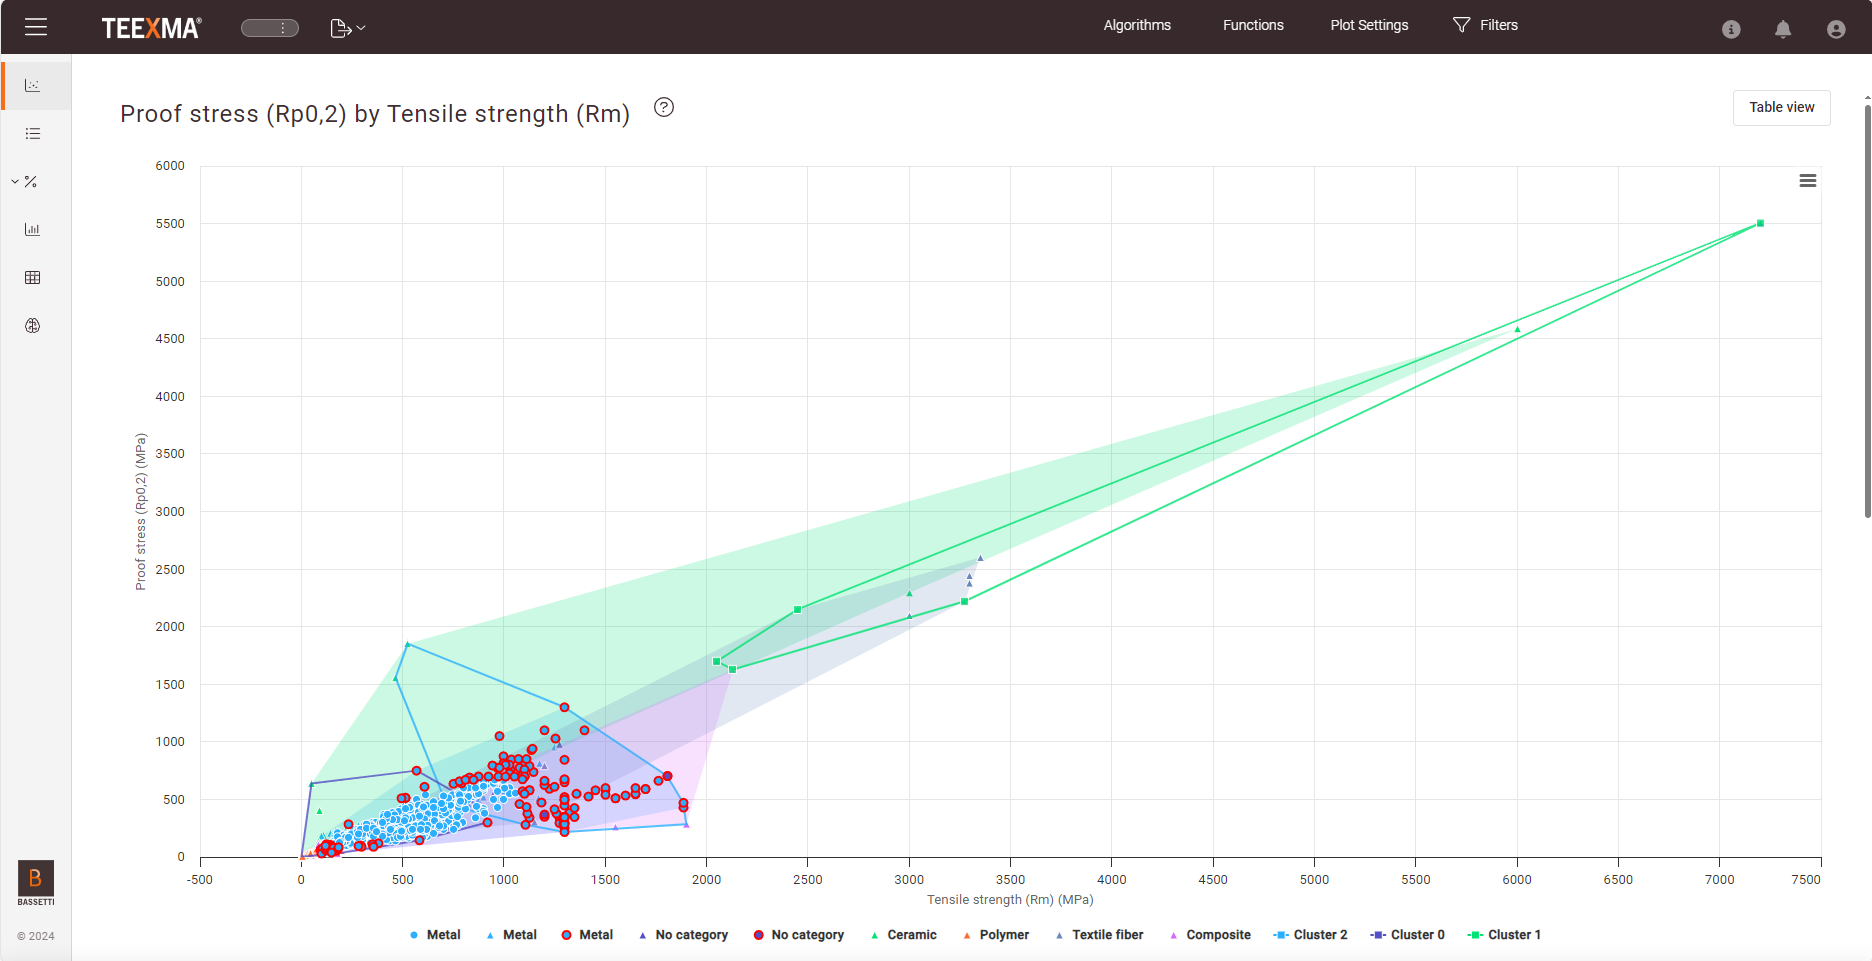 TEEXMA®
Algorithms
Functions
Plot Settings
Filters
Proof stress (Rp0,2) by Tensile strength (Rm)
?
Table view
6000
5500
5000
4500
4000
3500
3000
2500
2000
1500
1000
500
0
Proof stress (Rp0,2) (MPa)
-500 0 500 1000 1500 2000 2500 3000 3500 4000 4500 5000 5500 6000 6500 7000 7500
Tensile strength (Rm) (MPa)
Metal Metal Metal No category No category Ceramic Polymer Textile fiber Composite Cluster 2 Cluster 0 Cluster 1
B
BASSETTI
© 2024